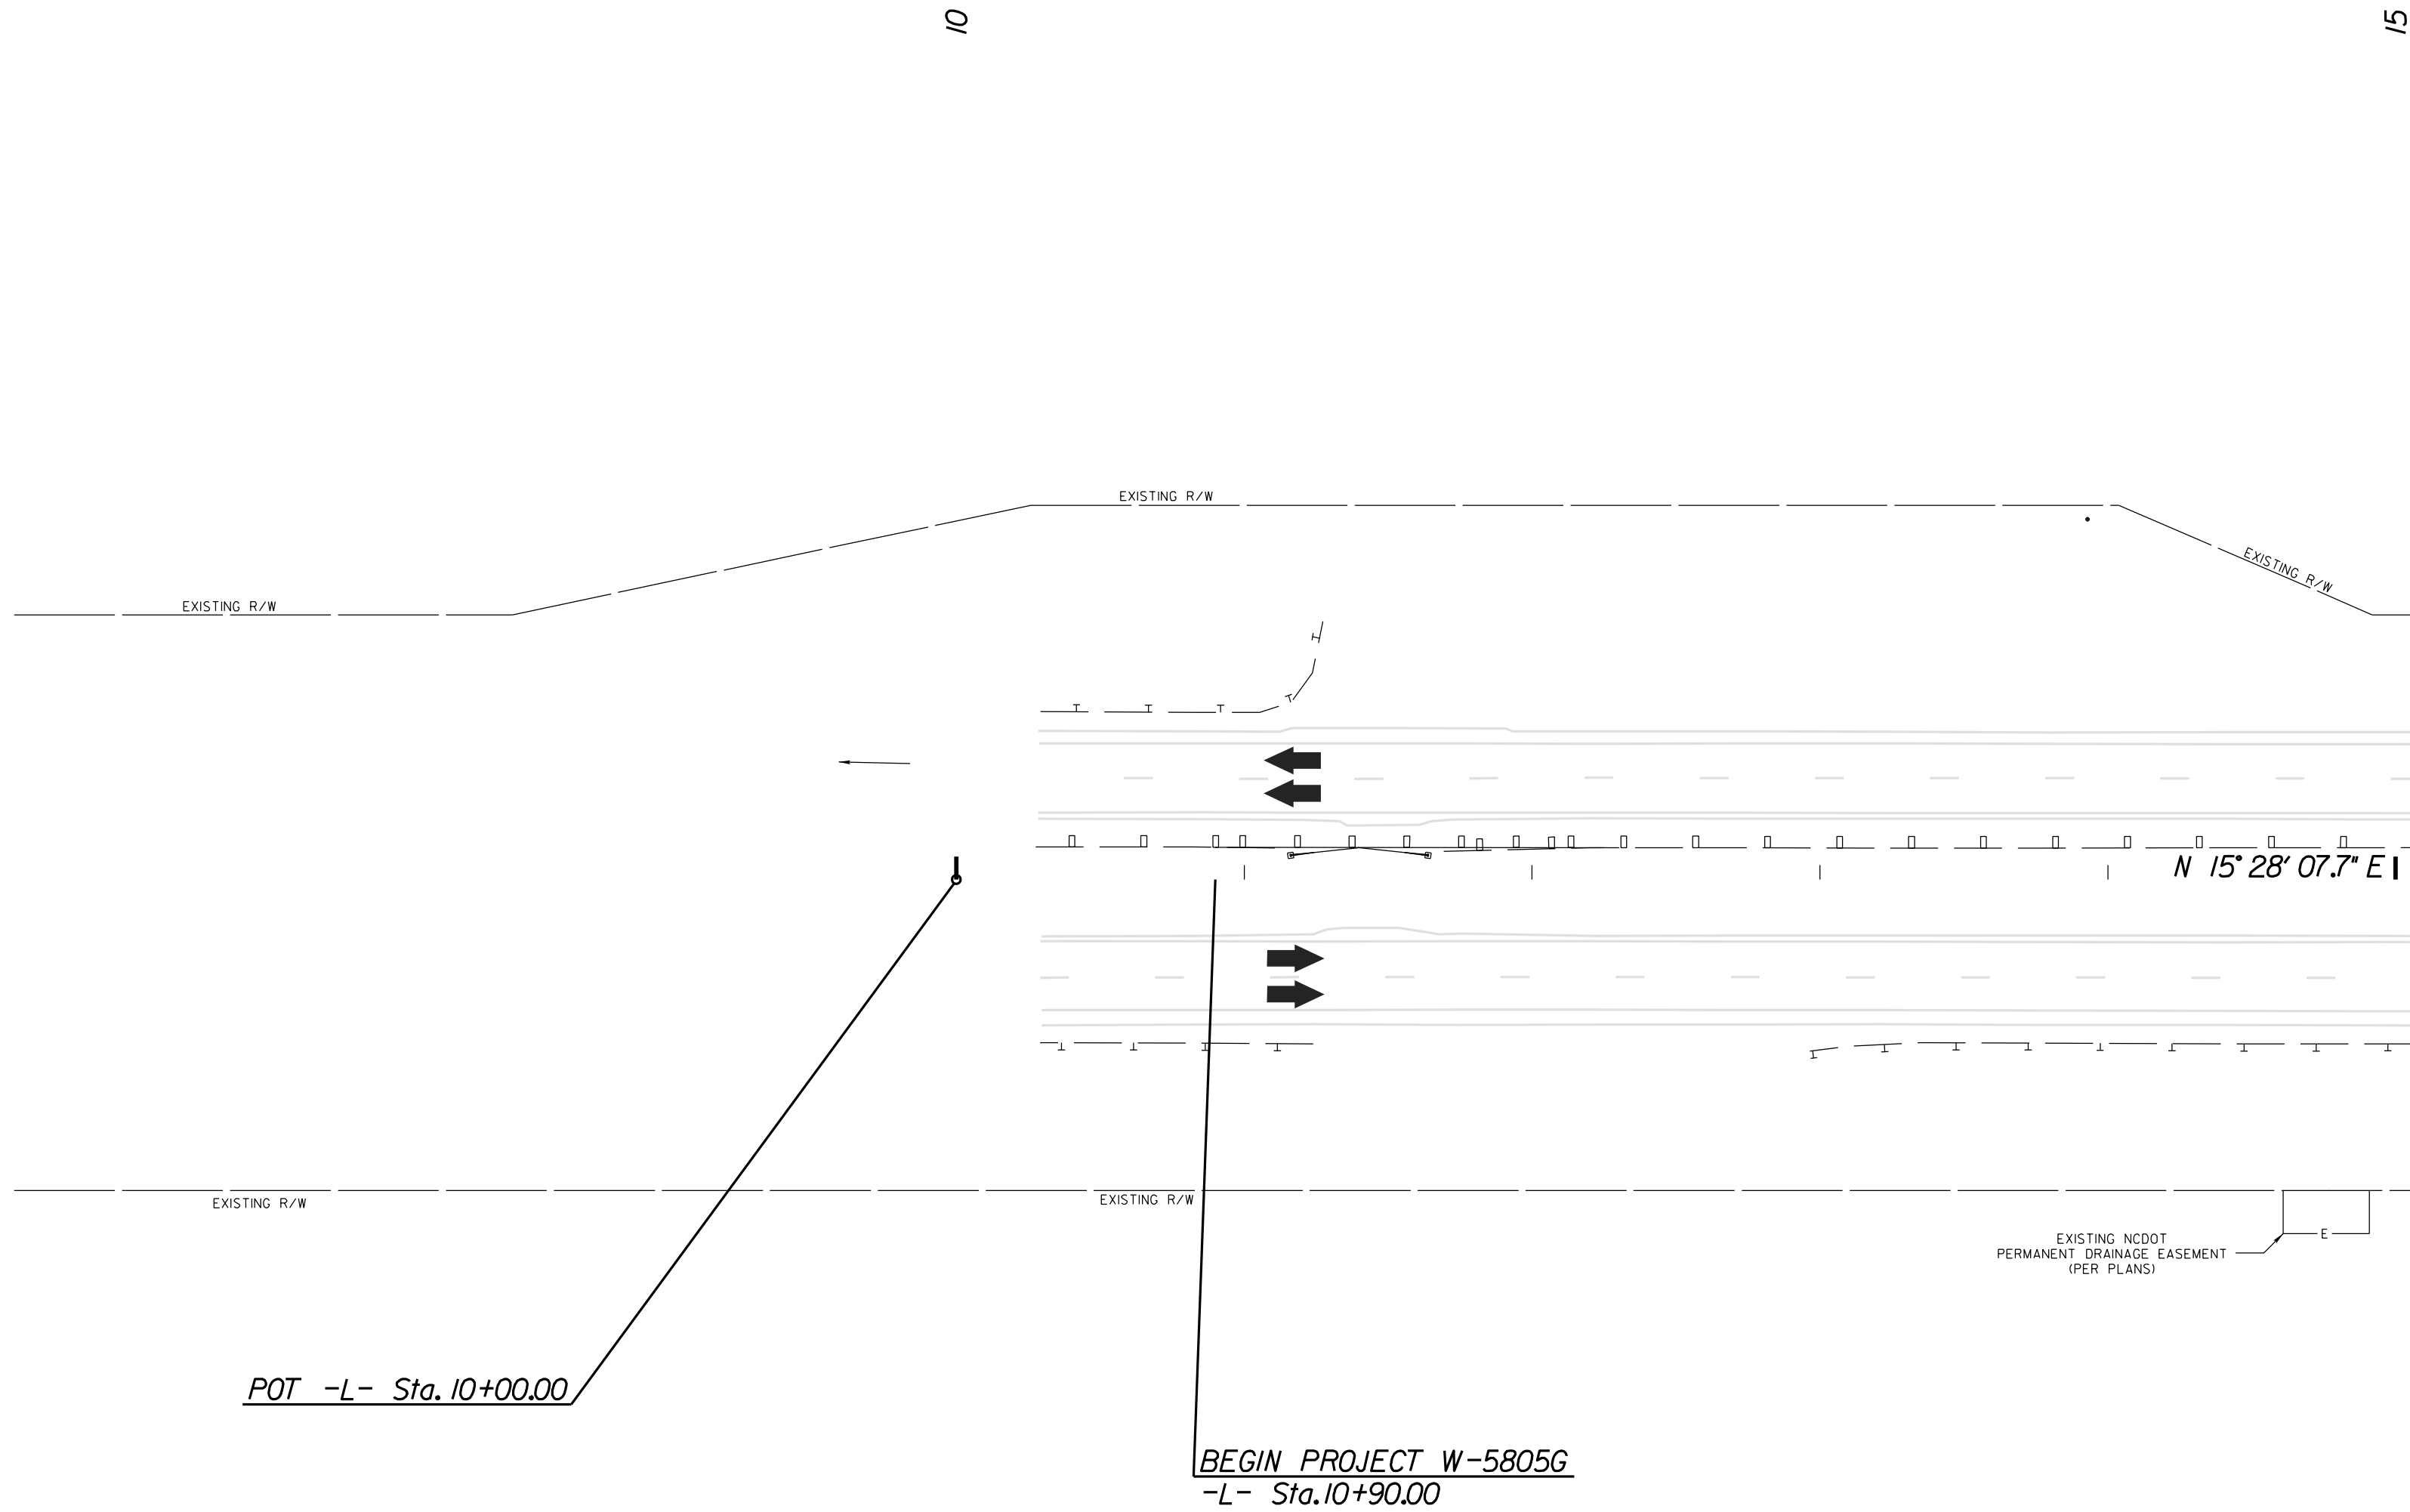 10
15
EXISTING R/W
EXISTING R/W
EXISTING R/W
N 15° 28' 07.7" E
EXISTING R/W
EXISTING R/W
E
EXISTING NCDOT
PERMANENT DRAINAGE EASEMENT
(PER PLANS)
POT -L- Sta. 10+00.00
BEGIN PROJECT W-5805G
-L- Sta. 10+90.00